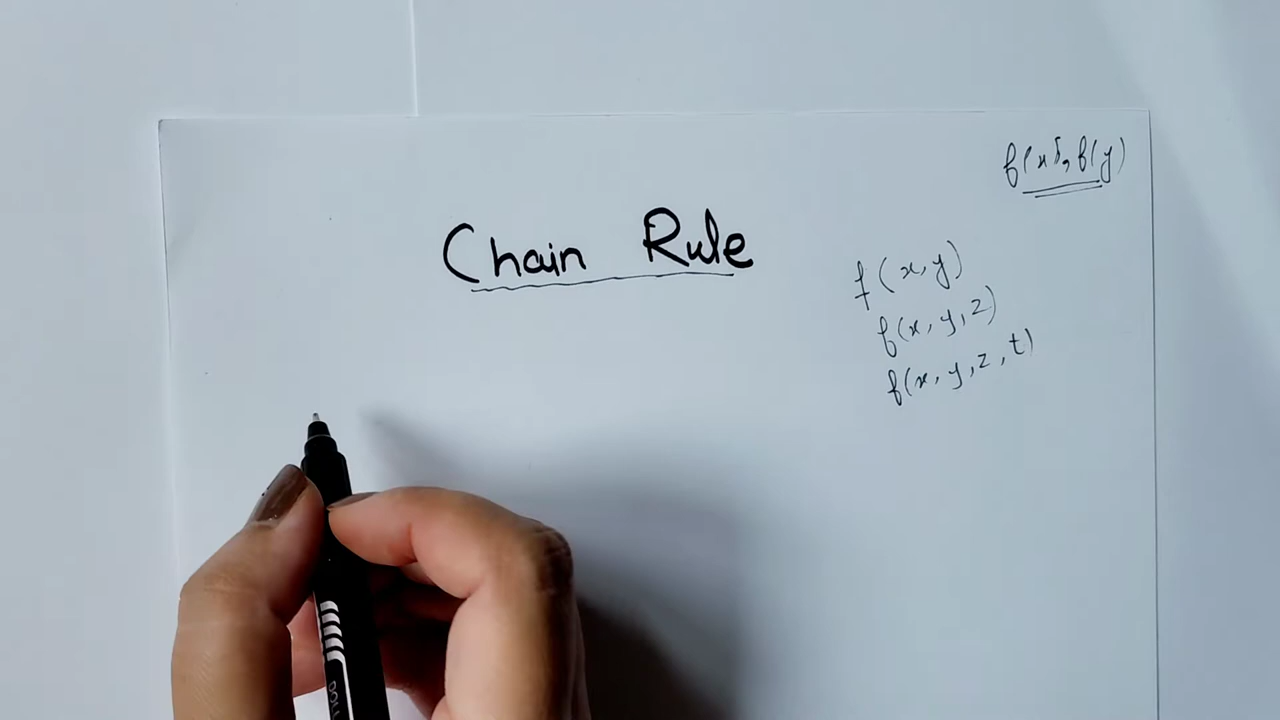 f(x), f(y)
Chain Rule
f(x,y)
f(x, y, z)
f(x, y, z, t)